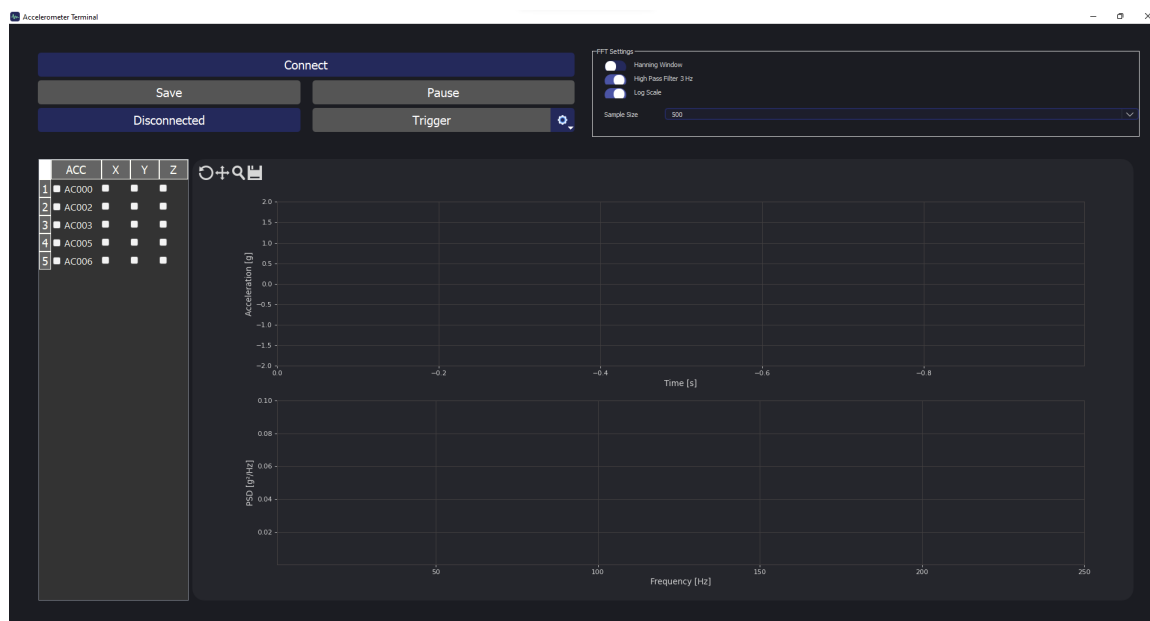 Accelerometer Terminal
Connect
Save
Pause
Disconnected
Trigger
FFT Settings
Hanning Window
High Pass Filter 3 Hz
Log Scale
Sample Size 500
ACC X Y Z
1 AC000
2 AC002
3 AC003
4 AC005
5 AC006
2.0
1.5
1.0
0.5
0.0
−0.5
−1.0
−1.5
−2.0
Acceleration [g]
0.0 −0.2 −0.4 −0.6 −0.8
Time [s]
0.10
0.08
0.06
0.04
0.02
PSD [g²/Hz]
50 100 150 200 250
Frequency [Hz]